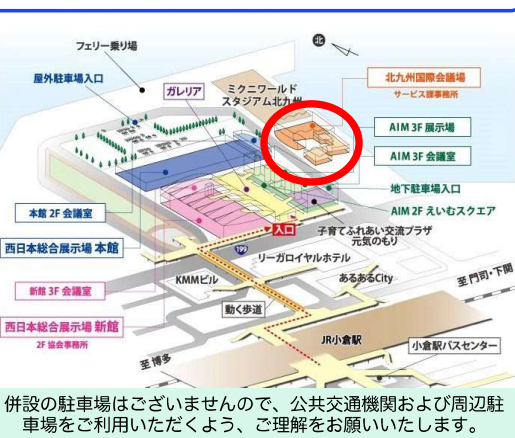 フェリー乗り場
北
屋外駐車場入口
ガレリア
ミクニワールド
スタジアム北九州
北九州国際会議場
サービス課事務所
AIM 3F 展示場
AIM 3F 会議室
地下駐車場入口
AIM 2F えいむスクエア
本館 2F 会議室
子育てふれあい交流プラザ
元気のもり
入口
西日本総合展示場 本館
199
リーガロイヤルホテル
新館 3F 会議室
KMMビル
あるあるCity
至 門司・下関
動く歩道
西日本総合展示場 新館
2F 協会事務所
JR小倉駅
小倉駅バスセンター
至 博多
併設の駐車場はございませんので、公共交通機関および周辺駐
車場をご利用いただくよう、ご理解をお願いいたします。